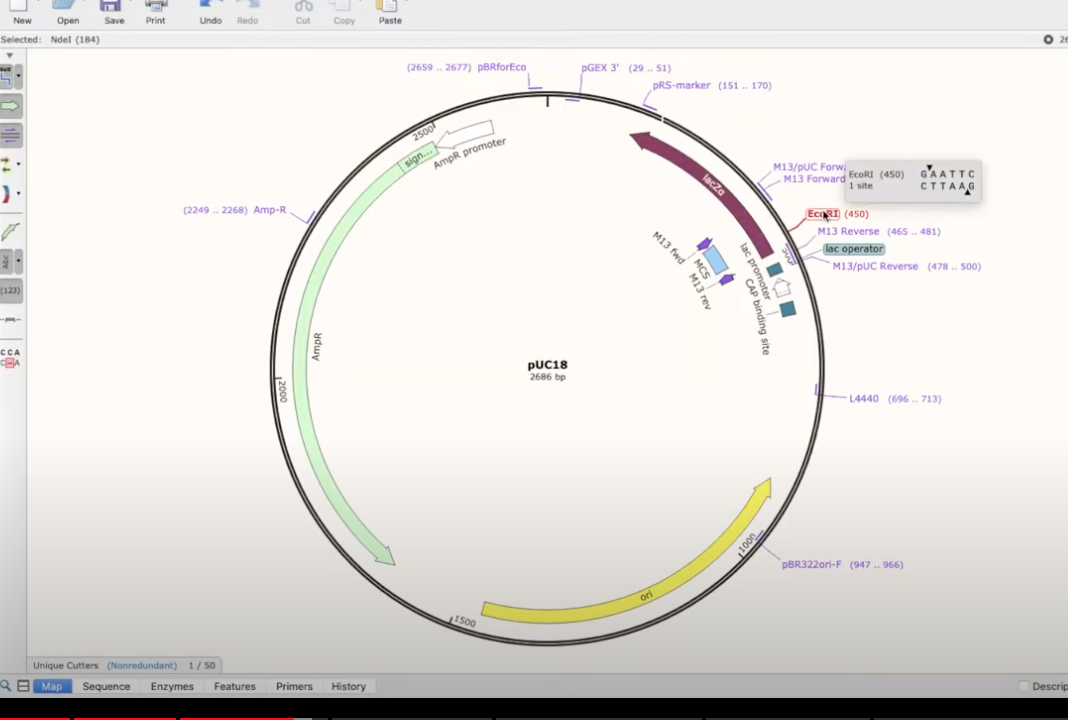 New Open Save Print Undo Redo Cut Copy Paste
Selected: NdeI (184)
(2659 .. 2677) pBRforEco
pGEX 3' (29 .. 51)
pRS-marker (151 .. 170)
2500
sign...
AmpR promoter
lacZα
M13/pUC Forw
M13 Forward
EcoRI (450) G A A T T C
1 site C T T A A G
(2249 .. 2268) Amp-R
EcoRI (450)
M13 Reverse (465 .. 481)
lac operator
M13/pUC Reverse (478 .. 500)
500
M13 fwd
MCS
M13 rev
lac promoter
CAP binding site
AmpR
pUC18
2686 bp
2000
L4440 (696 .. 713)
1000
pBR322ori-F (947 .. 966)
ori
1500
(123)
C C A
Unique Cutters (Nonredundant) 1 / 50
Map Sequence Enzymes Features Primers History
Descrip